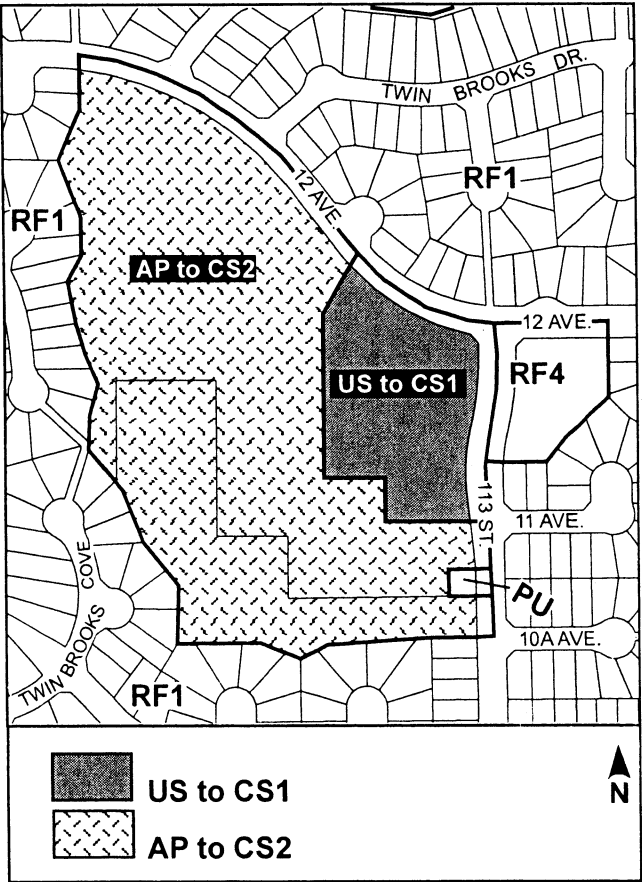 TWIN BROOKS DR.
12 AVE
RF1
RF1
AP to CS2
12 AVE.
US to CS1
RF4
113 ST.
11 AVE.
PU
10A AVE.
TWIN BROOKS COVE
RF1
US to CS1
AP to CS2
N